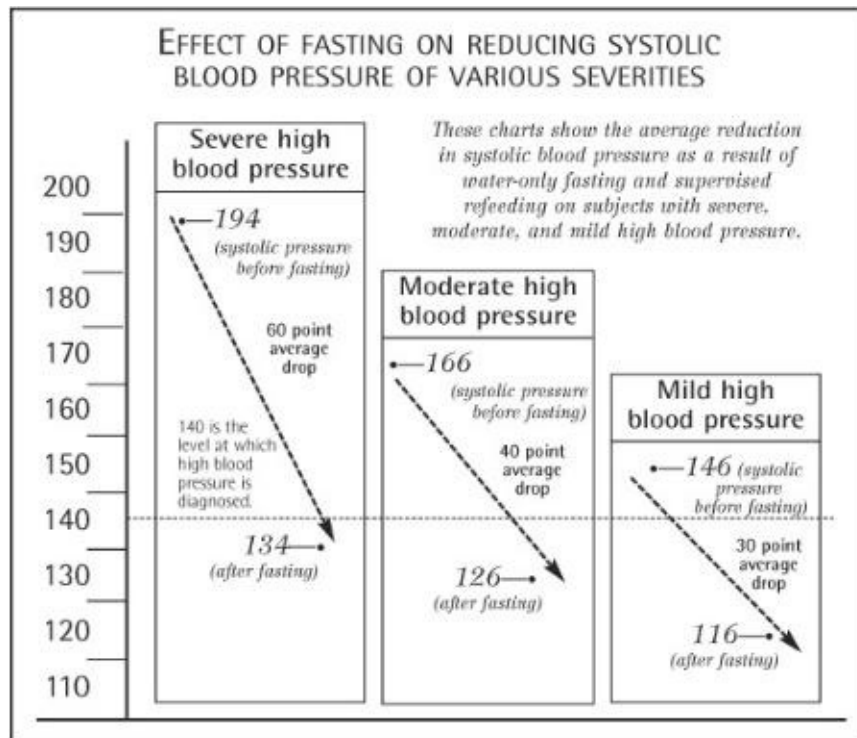 EFFECT OF FASTING ON REDUCING SYSTOLIC
BLOOD PRESSURE OF VARIOUS SEVERITIES
These charts show the average reduction
in systolic blood pressure as a result of
water-only fasting and supervised
refeeding on subjects with severe,
moderate, and mild high blood pressure.
200
190
180
170
160
150
140
130
120
110
Severe high
blood pressure
194
(systolic pressure
before fasting)
60 point
average
drop
140 is the
level at which
high blood
pressure is
diagnosed.
134
(after fasting)
Moderate high
blood pressure
166
(systolic pressure
before fasting)
40 point
average
drop
126
(after fasting)
Mild high
blood pressure
146 (systolic
pressure
before fasting)
30 point
average
drop
116
(after fasting)